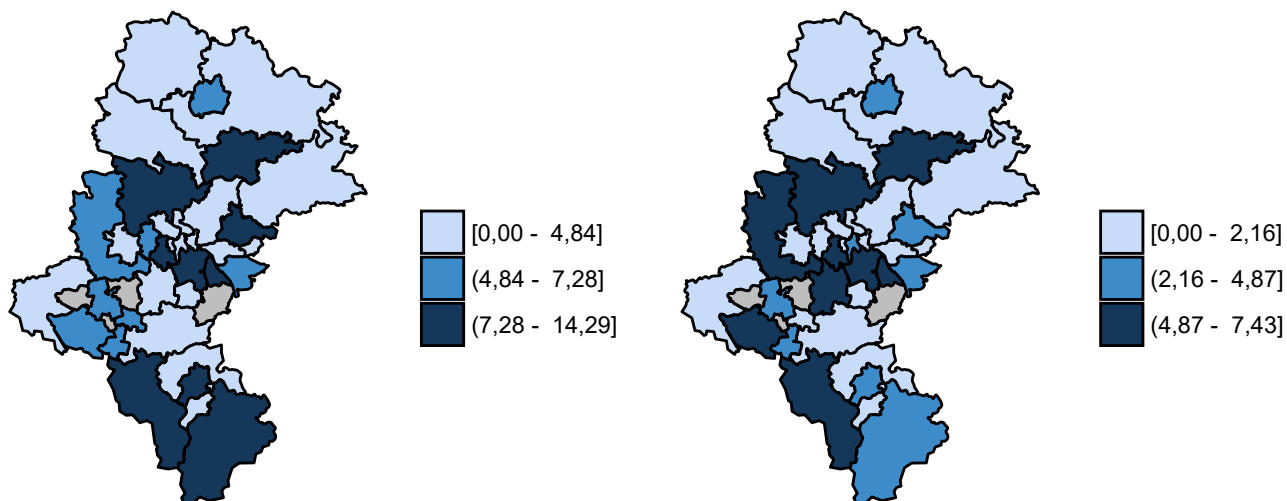 [0,00 - 4,84]
(4,84 - 7,28]
(7,28 - 14,29]
[0,00 - 2,16]
(2,16 - 4,87]
(4,87 - 7,43]